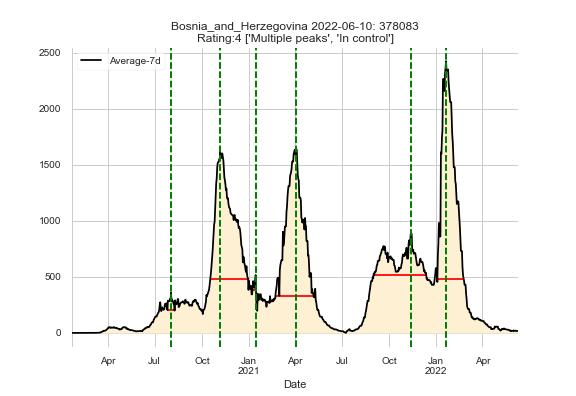 Bosnia_and_Herzegovina 2022-06-10: 378083
Rating:4 ['Multiple peaks', 'In control']
Average-7d
2500
2000
1500
1000
500
0
Apr Jul Oct Jan Apr Jul Oct Jan Apr
2021 2022
Date